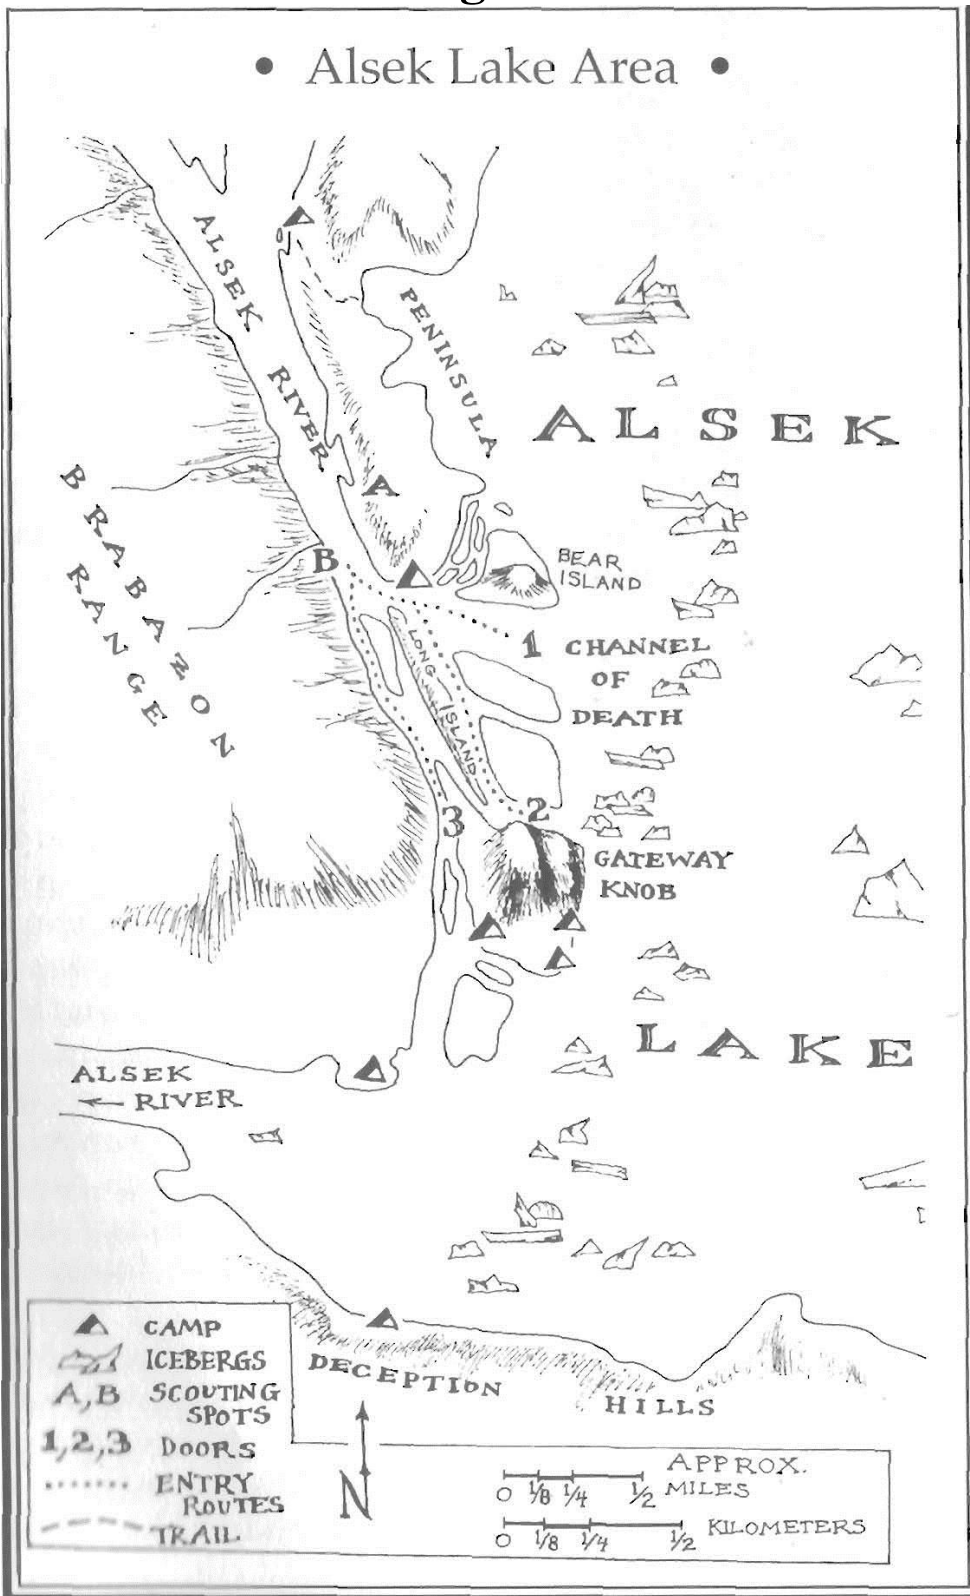 • Alsek Lake Area •
ALSEK
RIVER
PENINSULA
ALSEK
BRABAZON
RANGE
A
B
BEAR
ISLAND
1 CHANNEL
OF
DEATH
LONG ISLAND
3
2
GATEWAY
KNOB
LAKE
ALSEK
RIVER
DECEPTION
HILLS
CAMP
ICEBERGS
A,B SCOUTING
SPOTS
1,2,3 DOORS
ENTRY
ROUTES
TRAIL
N
APPROX.
MILES
0 1/8 1/4 1/2
KILOMETERS
0 1/8 1/4 1/2